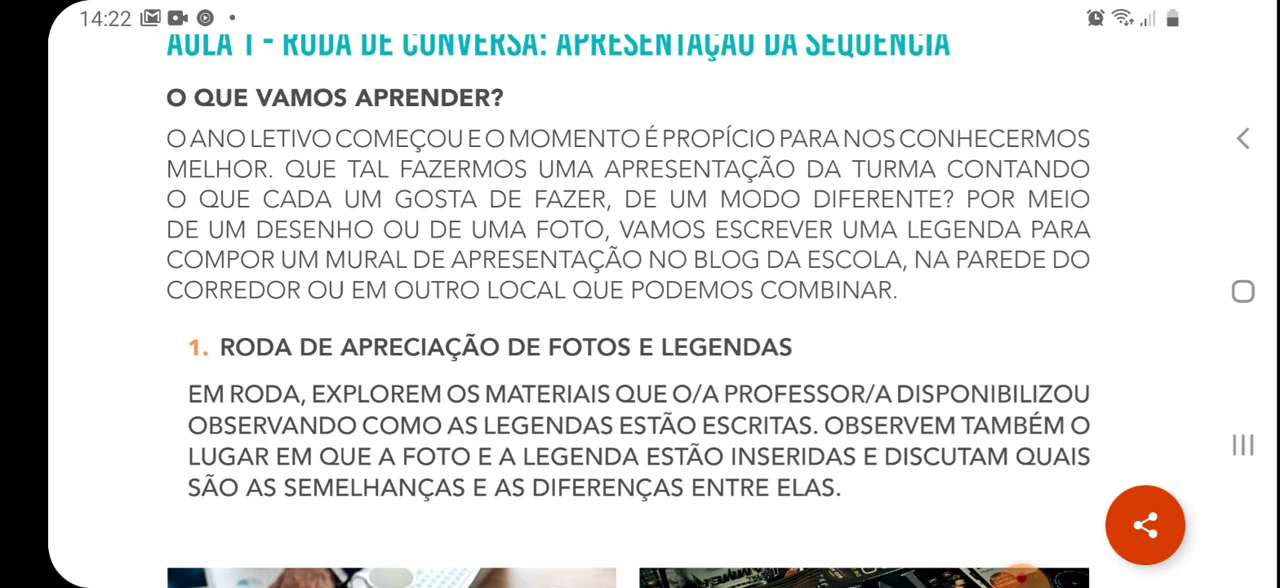 14:22
AULA 1 - RODA DE CONVERSA: APRESENTAÇÃO DA SEQUÊNCIA
O QUE VAMOS APRENDER?
O ANO LETIVO COMEÇOU E O MOMENTO É PROPÍCIO PARA NOS CONHECERMOS
MELHOR. QUE TAL FAZERMOS UMA APRESENTAÇÃO DA TURMA CONTANDO
O QUE CADA UM GOSTA DE FAZER, DE UM MODO DIFERENTE? POR MEIO
DE UM DESENHO OU DE UMA FOTO, VAMOS ESCREVER UMA LEGENDA PARA
COMPOR UM MURAL DE APRESENTAÇÃO NO BLOG DA ESCOLA, NA PAREDE DO
CORREDOR OU EM OUTRO LOCAL QUE PODEMOS COMBINAR.
1. RODA DE APRECIAÇÃO DE FOTOS E LEGENDAS
EM RODA, EXPLOREM OS MATERIAIS QUE O/A PROFESSOR/A DISPONIBILIZOU
OBSERVANDO COMO AS LEGENDAS ESTÃO ESCRITAS. OBSERVEM TAMBÉM O
LUGAR EM QUE A FOTO E A LEGENDA ESTÃO INSERIDAS E DISCUTAM QUAIS
SÃO AS SEMELHANÇAS E AS DIFERENÇAS ENTRE ELAS.